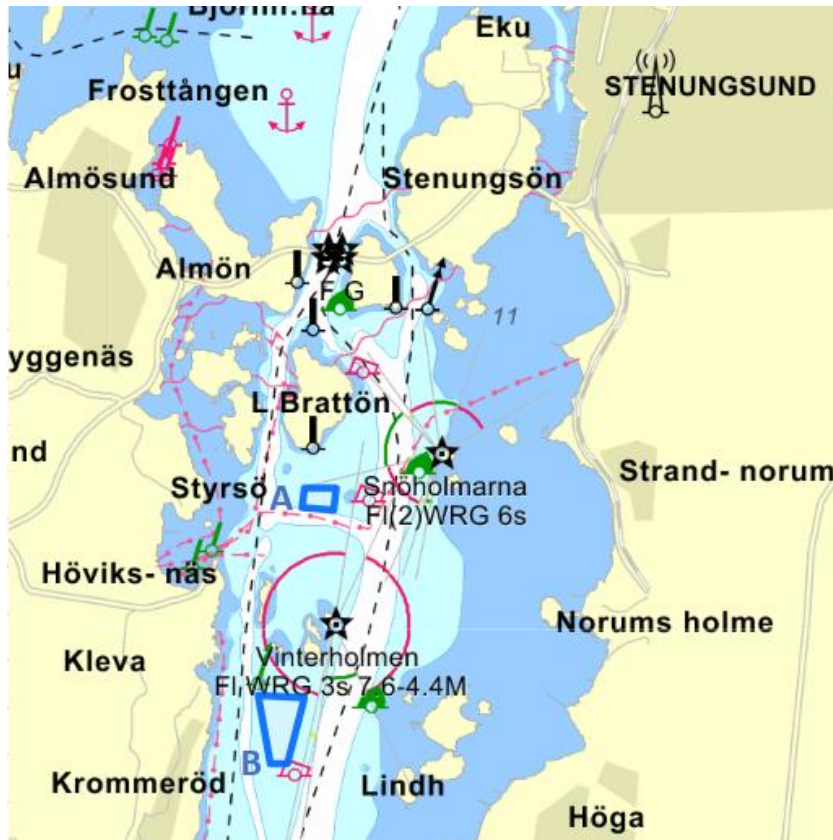 Eku
STENUNGSUND
Frosttången
Almösund
Stenungsön
Almön
F G
11
yggenäs
L Brattön
nd
Strand- norum
Styrsö
A
Snöholmarna
Fl(2)WRG 6s
Höviks- näs
Norums holme
Kleva
Vinterholmen
Fl WRG 3s 7.6-4.4M
B
Krommeröd
Lindh
Höga